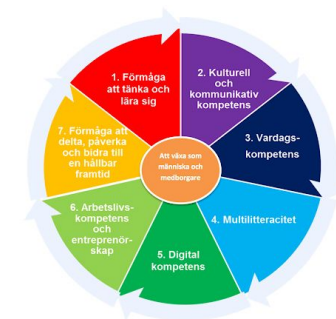 1. Förmåga
att tänka och
lära sig
2. Kulturell
och
kommunikativ
kompetens
3. Vardags-
kompetens
4. Multilitteracitet
5. Digital
kompetens
6. Arbetslivs-
kompetens
och
entreprenör-
skap
7. Förmåga att
delta, påverka
och bidra till
en hållbar
framtid
Att växa som
människa och
medborgare